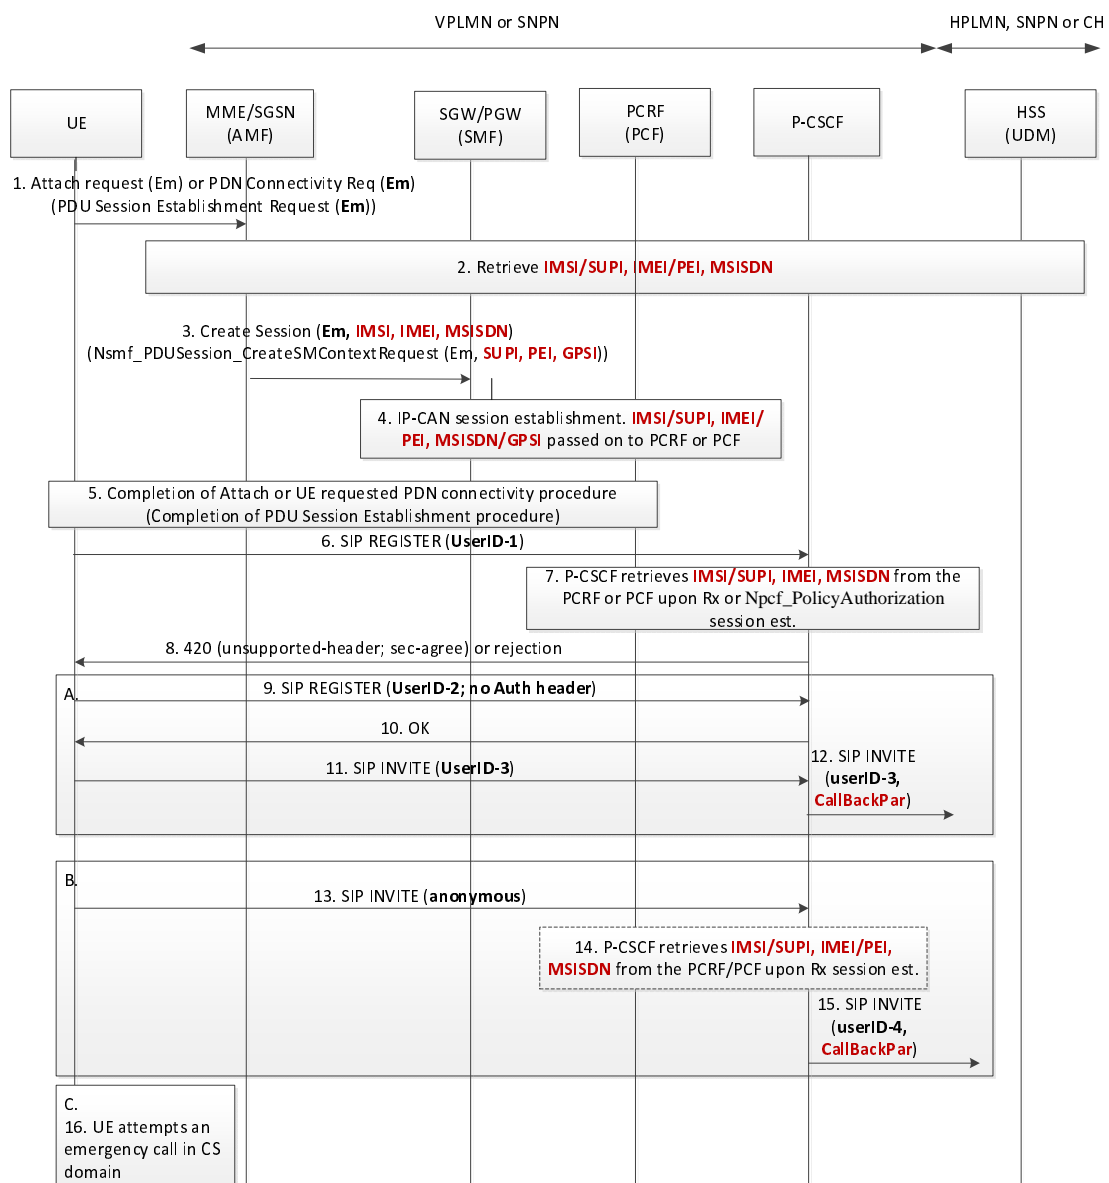 VPLMN or SNPN
HPLMN, SNPN or CH
UE
MME/SGSN
(AMF)
SGW/PGW
(SMF)
PCRF
(PCF)
P-CSCF
HSS
(UDM)
1. Attach request (Em) or PDN Connectivity Req (Em)
(PDU Session Establishment Request (Em))
2. Retrieve IMSI/SUPI, IMEI/PEI, MSISDN
3. Create Session (Em, IMSI, IMEI, MSISDN)
(Nsmf_PDUSession_CreateSMContextRequest (Em, SUPI, PEI, GPSI))
4. IP-CAN session establishment. IMSI/SUPI, IMEI/
PEI, MSISDN/GPSI passed on to PCRF or PCF
5. Completion of Attach or UE requested PDN connectivity procedure
(Completion of PDU Session Establishment procedure)
6. SIP REGISTER (UserID-1)
7. P-CSCF retrieves IMSI/SUPI, IMEI, MSISDN from the
PCRF or PCF upon Rx or Npcf_PolicyAuthorization
session est.
8. 420 (unsupported-header; sec-agree) or rejection
A.
9. SIP REGISTER (UserID-2; no Auth header)
10. OK
11. SIP INVITE (UserID-3)
12. SIP INVITE
(userID-3,
CallBackPar)
B.
13. SIP INVITE (anonymous)
14. P-CSCF retrieves IMSI/SUPI, IMEI/PEI,
MSISDN from the PCRF/PCF upon Rx session est.
15. SIP INVITE
(userID-4,
CallBackPar)
C.
16. UE attempts an
emergency call in CS
domain